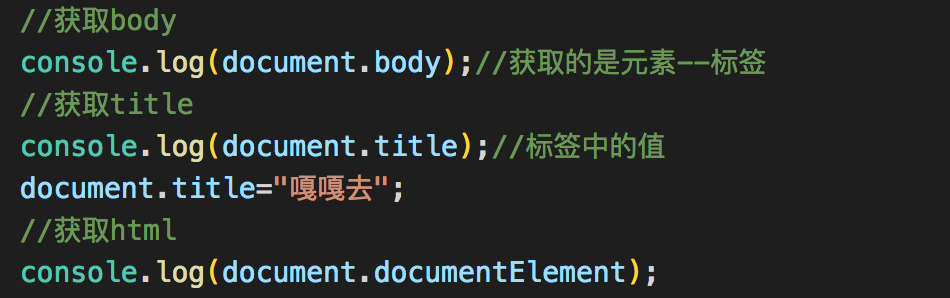 //获取body
console.log(document.body);//获取的是元素--标签
//获取title
console.log(document.title);//标签中的值
document.title="嘎嘎去";
//获取html
console.log(document.documentElement);